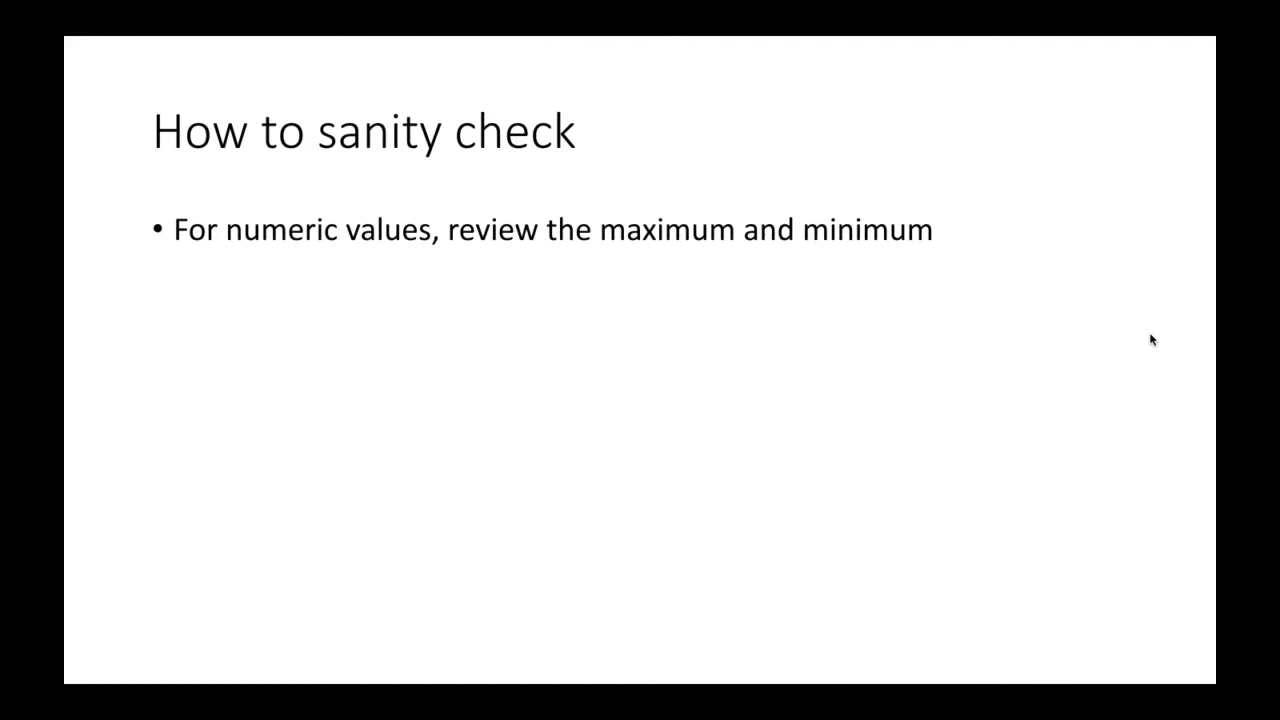 How to sanity check
• For numeric values, review the maximum and minimum